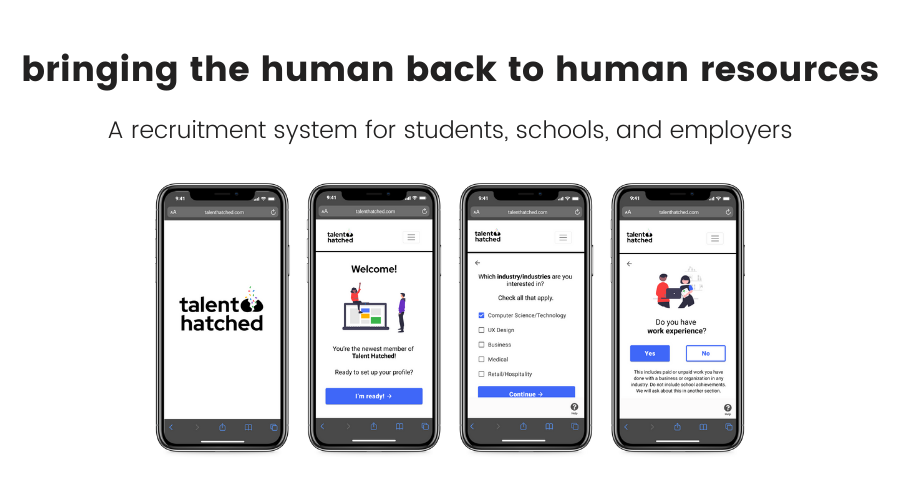 bringing the human back to human resources
A recruitment system for students, schools, and employers
9:41
AA talenthatched.com
talent
hatched
9:41
AA talenthatched.com
talent
hatched
Welcome!
You're the newest member of
Talent Hatched!
Ready to set up your profile?
I'm ready! →
9:41
AA talenthatched.com
talent
hatched
←
Which industry/industries are you
interested in?
Check all that apply.
Computer Science/Technology
UX Design
Business
Medical
Retail/Hospitality
Continue →
Help
9:41
AA talenthatched.com
talent
hatched
←
Do you have
work experience?
Yes
No
This includes paid or unpaid work you have
done with a business or organization in any
industry. Do not include school achievements.
We will ask about this in another section.
Help